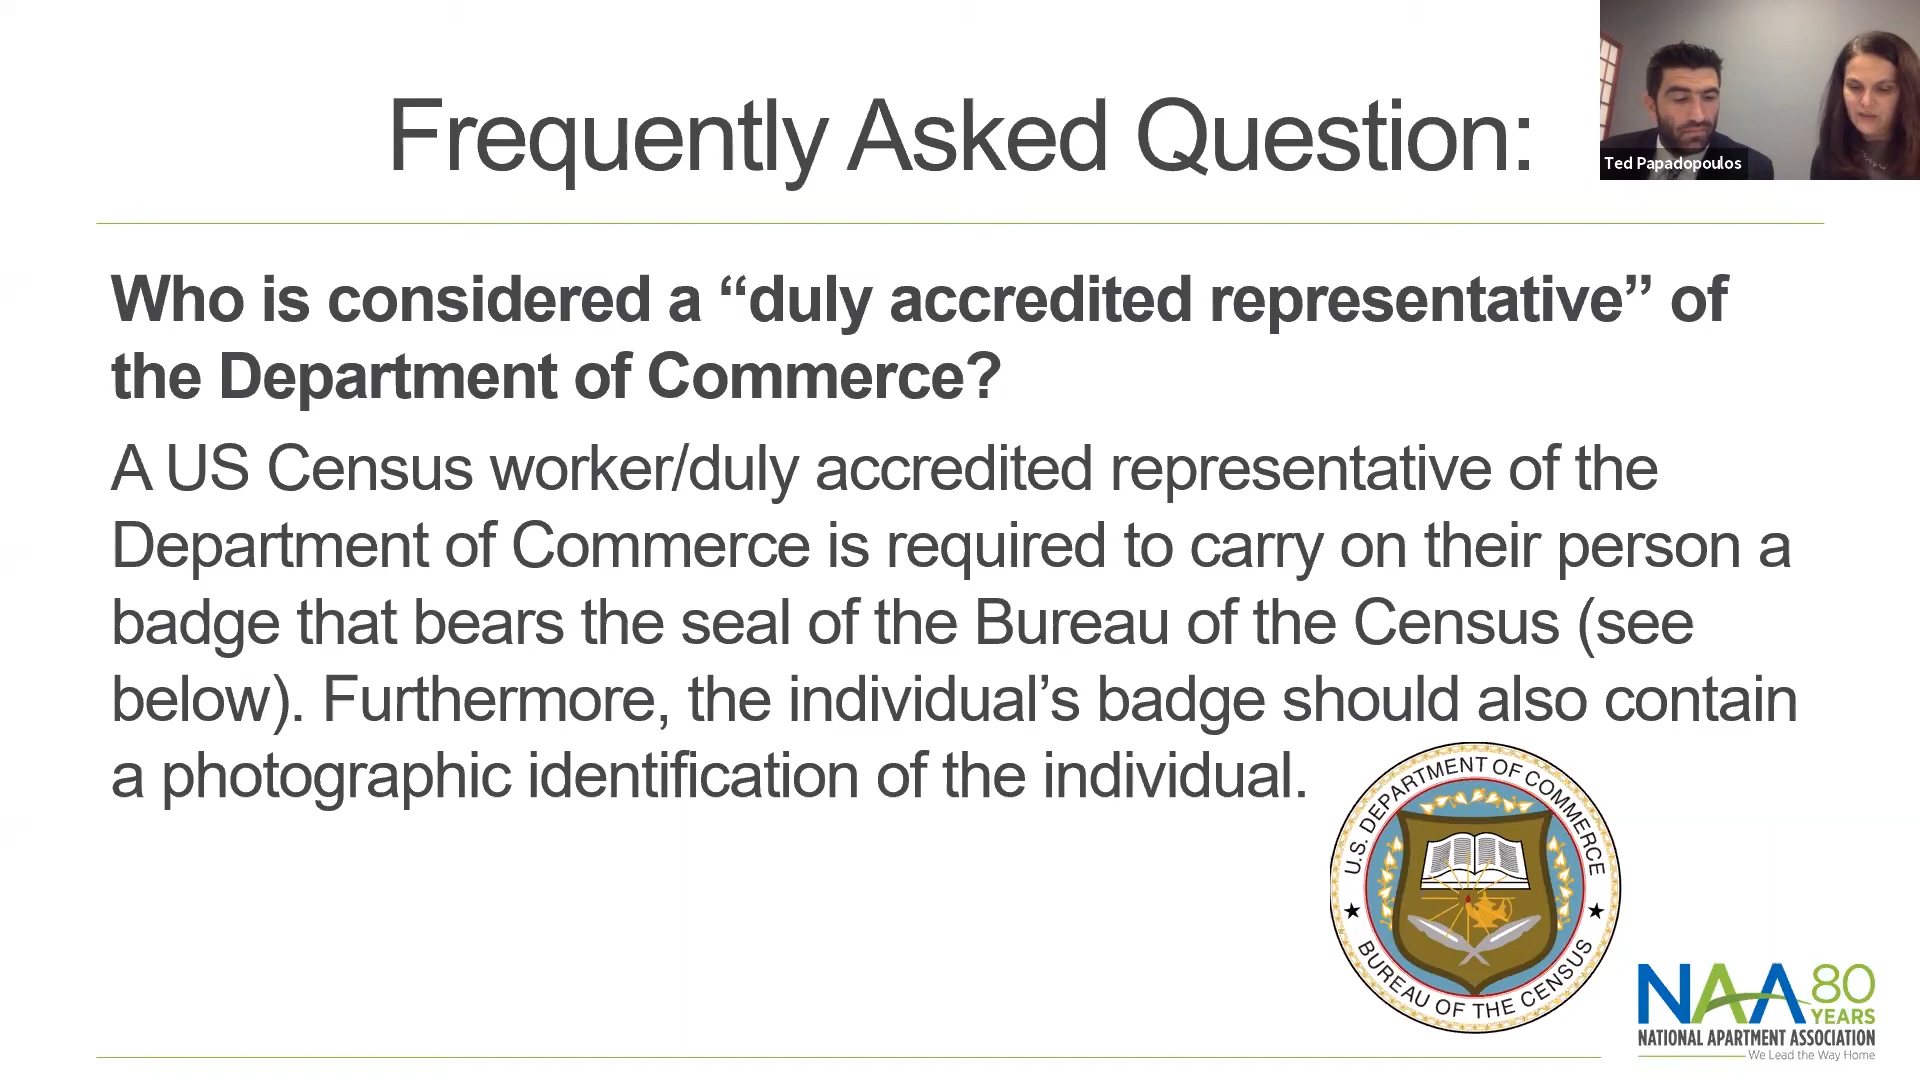 Frequently Asked Question:
Ted Papadopoulos
Who is considered a “duly accredited representative” of
the Department of Commerce?
A US Census worker/duly accredited representative of the
Department of Commerce is required to carry on their person a
badge that bears the seal of the Bureau of the Census (see
below). Furthermore, the individual’s badge should also contain
a photographic identification of the individual.
U.S. DEPARTMENT OF COMMERCE
BUREAU OF THE CENSUS
NAA 80
YEARS
NATIONAL APARTMENT ASSOCIATION
We Lead the Way Home